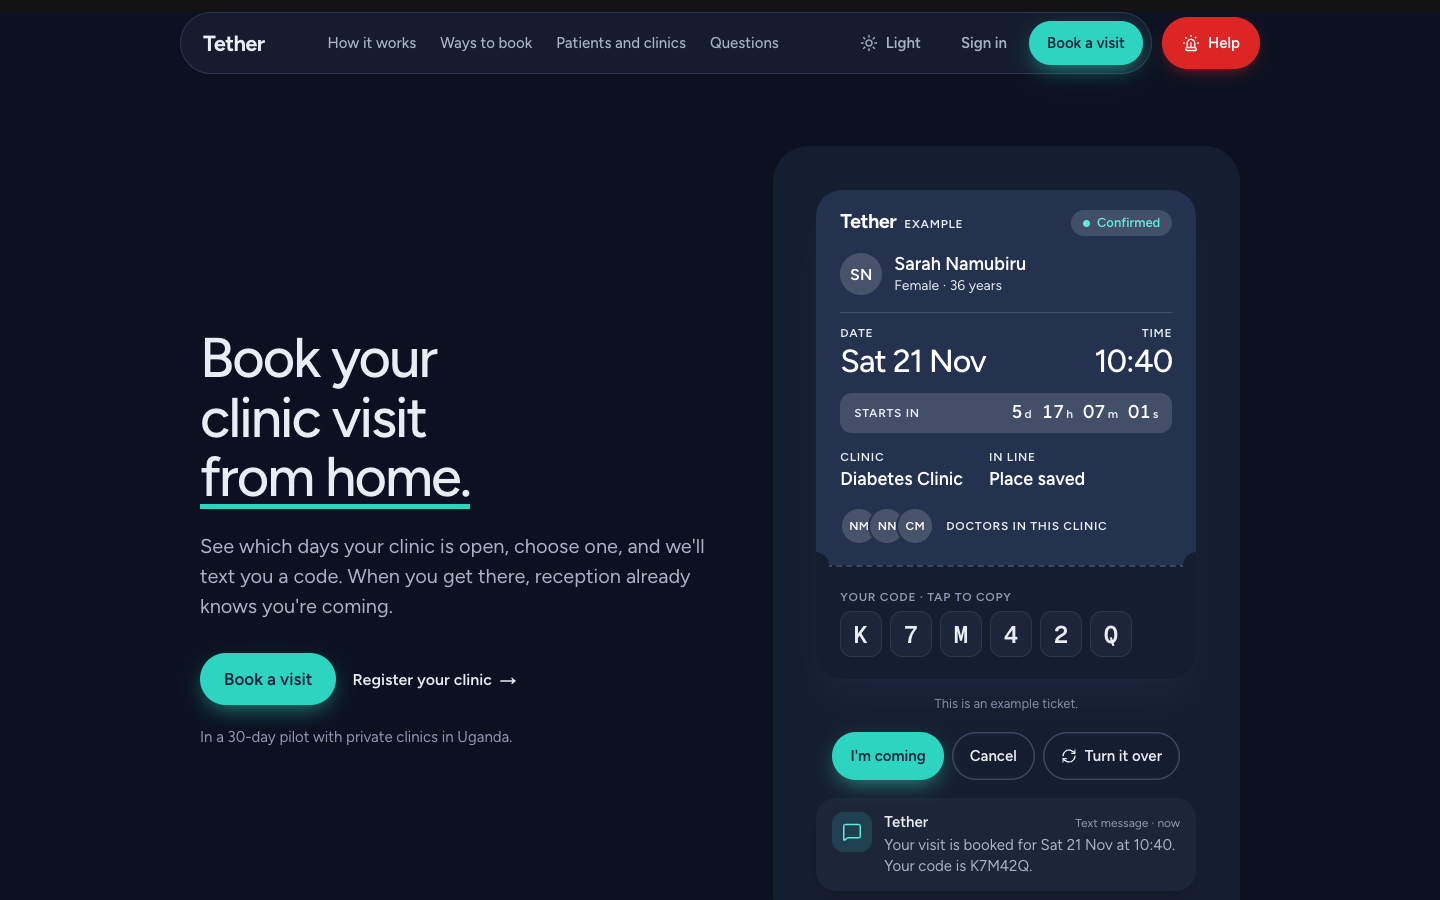 Tether
How it works
Ways to book
Patients and clinics
Questions
Light
Sign in
Book a visit
Help
Book your
clinic visit
from home.
See which days your clinic is open, choose one, and we'll
text you a code. When you get there, reception already
knows you're coming.
Book a visit
Register your clinic →
In a 30-day pilot with private clinics in Uganda.
Tether EXAMPLE
Confirmed
SN
Sarah Namubiru
Female · 36 years
DATE
TIME
Sat 21 Nov
10:40
STARTS IN
5d 17h 07m 01s
CLINIC
IN LINE
Diabetes Clinic
Place saved
NM NN CM
DOCTORS IN THIS CLINIC
YOUR CODE · TAP TO COPY
K 7 M 4 2 Q
This is an example ticket.
I'm coming
Cancel
Turn it over
Tether
Text message · now
Your visit is booked for Sat 21 Nov at 10:40.
Your code is K7M42Q.